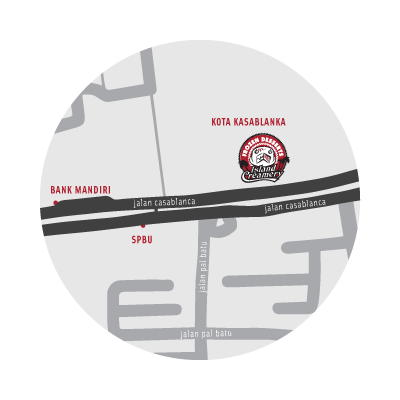 KOTA KASABLANKA
FROZEN DESSERTS
Island
Creamery
BANK MANDIRI
jalan casablanca
jalan casablanca
SPBU
jalan pal batu
jalan pal batu